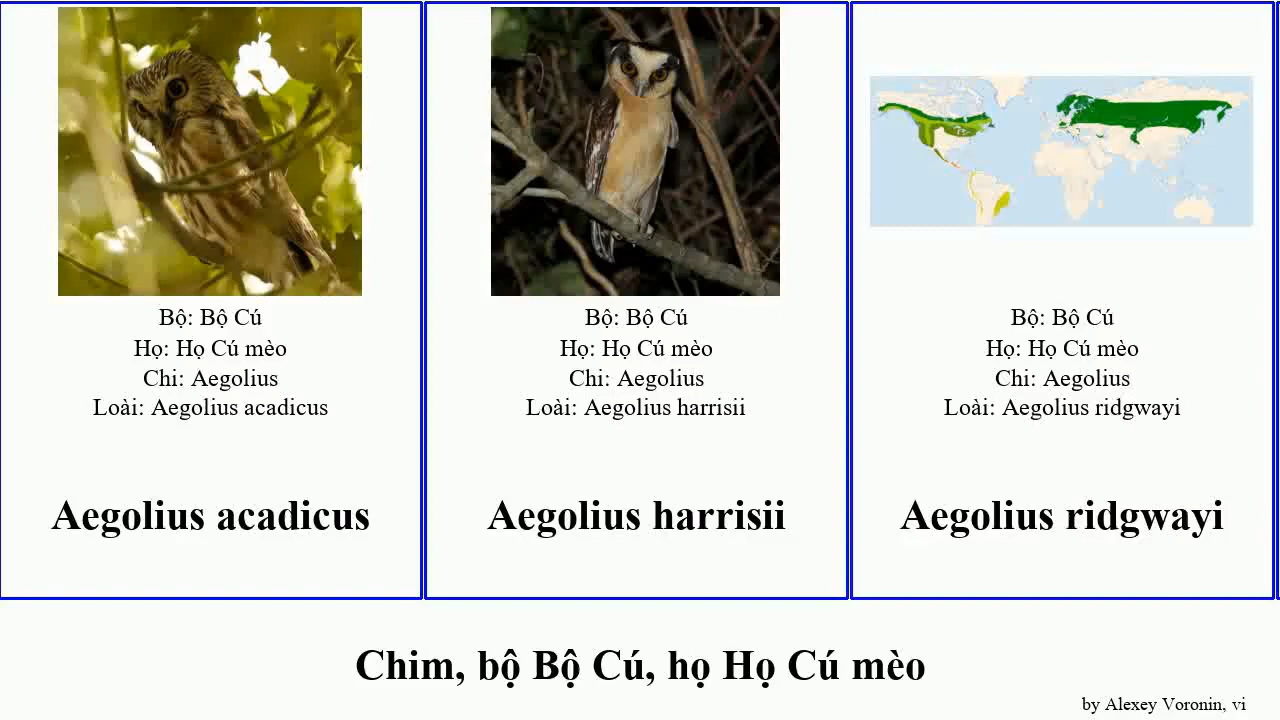 Bộ: Bộ Cú
Họ: Họ Cú mèo
Chi: Aegolius
Loài: Aegolius acadicus
Aegolius acadicus
Bộ: Bộ Cú
Họ: Họ Cú mèo
Chi: Aegolius
Loài: Aegolius harrisii
Aegolius harrisii
Bộ: Bộ Cú
Họ: Họ Cú mèo
Chi: Aegolius
Loài: Aegolius ridgwayi
Aegolius ridgwayi
Chim, bộ Bộ Cú, họ Họ Cú mèo
by Alexey Voronin, vi